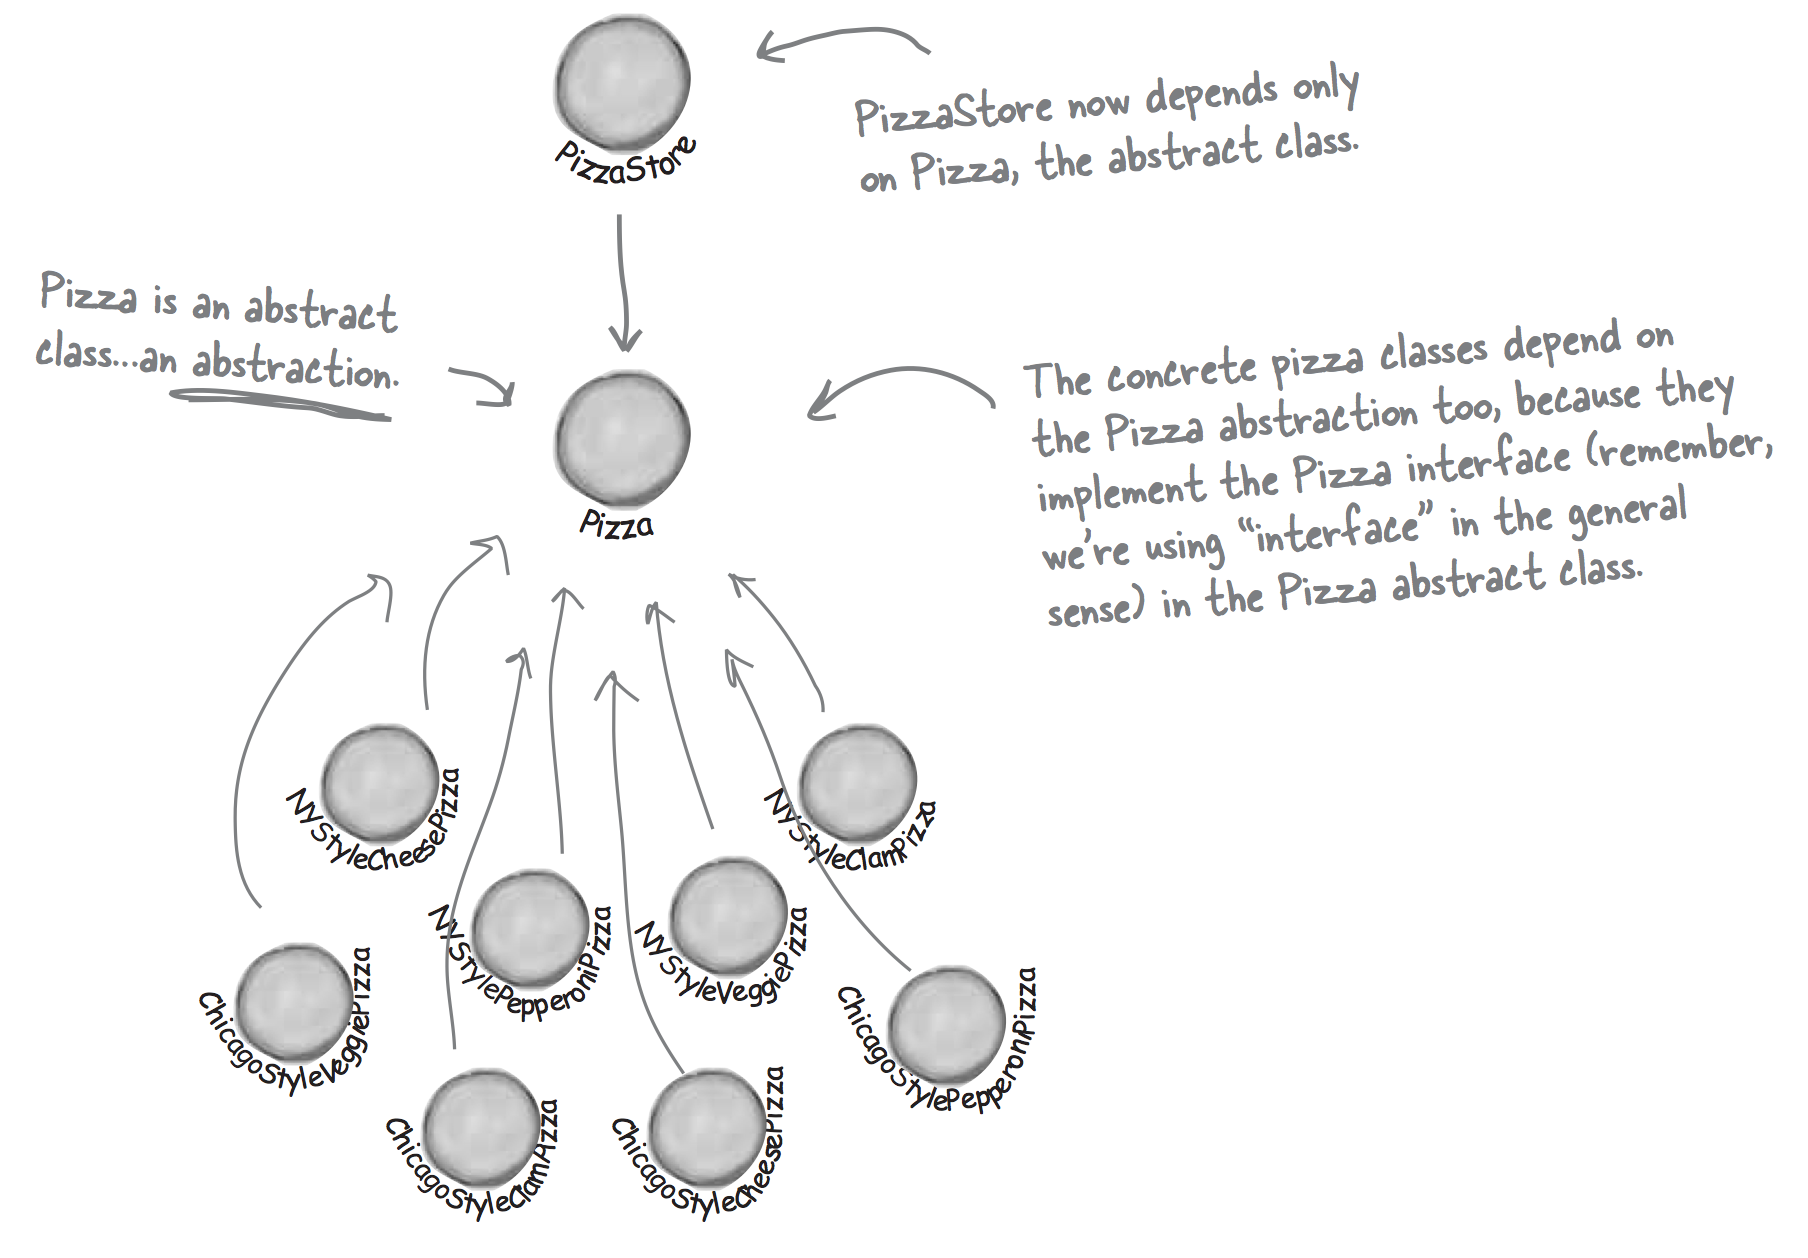 PizzaStore
PizzaStore now depends only
on Pizza, the abstract class.
Pizza is an abstract
class...an abstraction.
Pizza
The concrete pizza classes depend on
the Pizza abstraction too, because they
implement the Pizza interface (remember,
we're using “interface” in the general
sense) in the Pizza abstract class.
NyStyleCheesePizza
NyStyleClamPizza
NyStylePepperoniPizza
NyStyleVeggiePizza
ChicagoStyleVeggiePizza
ChicagoStylePepperoniPizza
ChicagoStyleClamPizza
ChicagoStyleCheesePizza